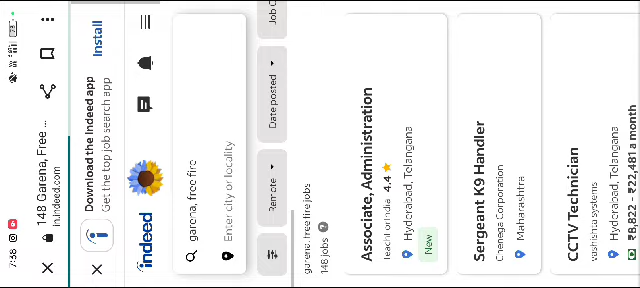 7:58
148 Garena, Free ...
in.indeed.com
Download the Indeed app
Get the top job search app
Install
indeed
garena, free fire
Enter city or locality
Remote
Date posted
garena, free fire jobs
148 jobs
Associate, Administration
TeachForIndia 4.4
Hyderabad, Telangana
New
Sergeant K9 Handler
Chenega Corporation
Maharashtra
CCTV Technician
vashishta systems
Hyderabad, Telangana
₹8,822 - ₹22,481 a month